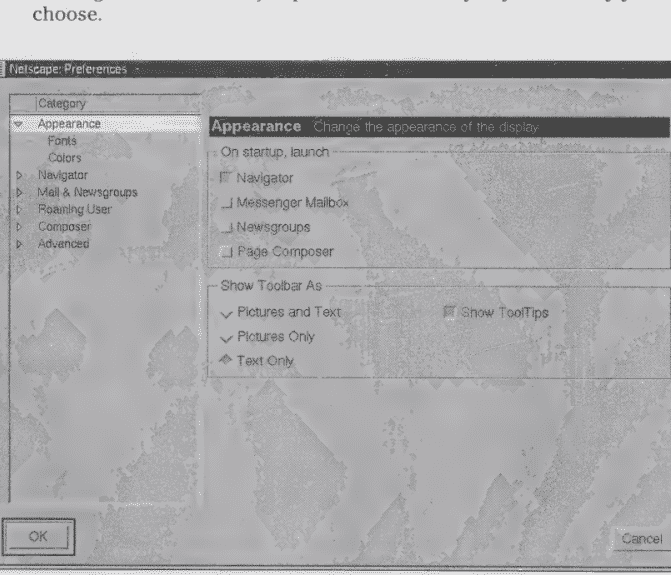 choose.
Netscape: Preferences
Category
Appearance
Fonts
Colors
Navigator
Mail & Newsgroups
Roaming User
Composer
Advanced
Appearance Change the appearance of the display
On startup, launch
Navigator
Messenger Mailbox
Newsgroups
Page Composer
Show Toolbar As
Pictures and Text
Show ToolTips
Pictures Only
Text Only
OK
Cancel